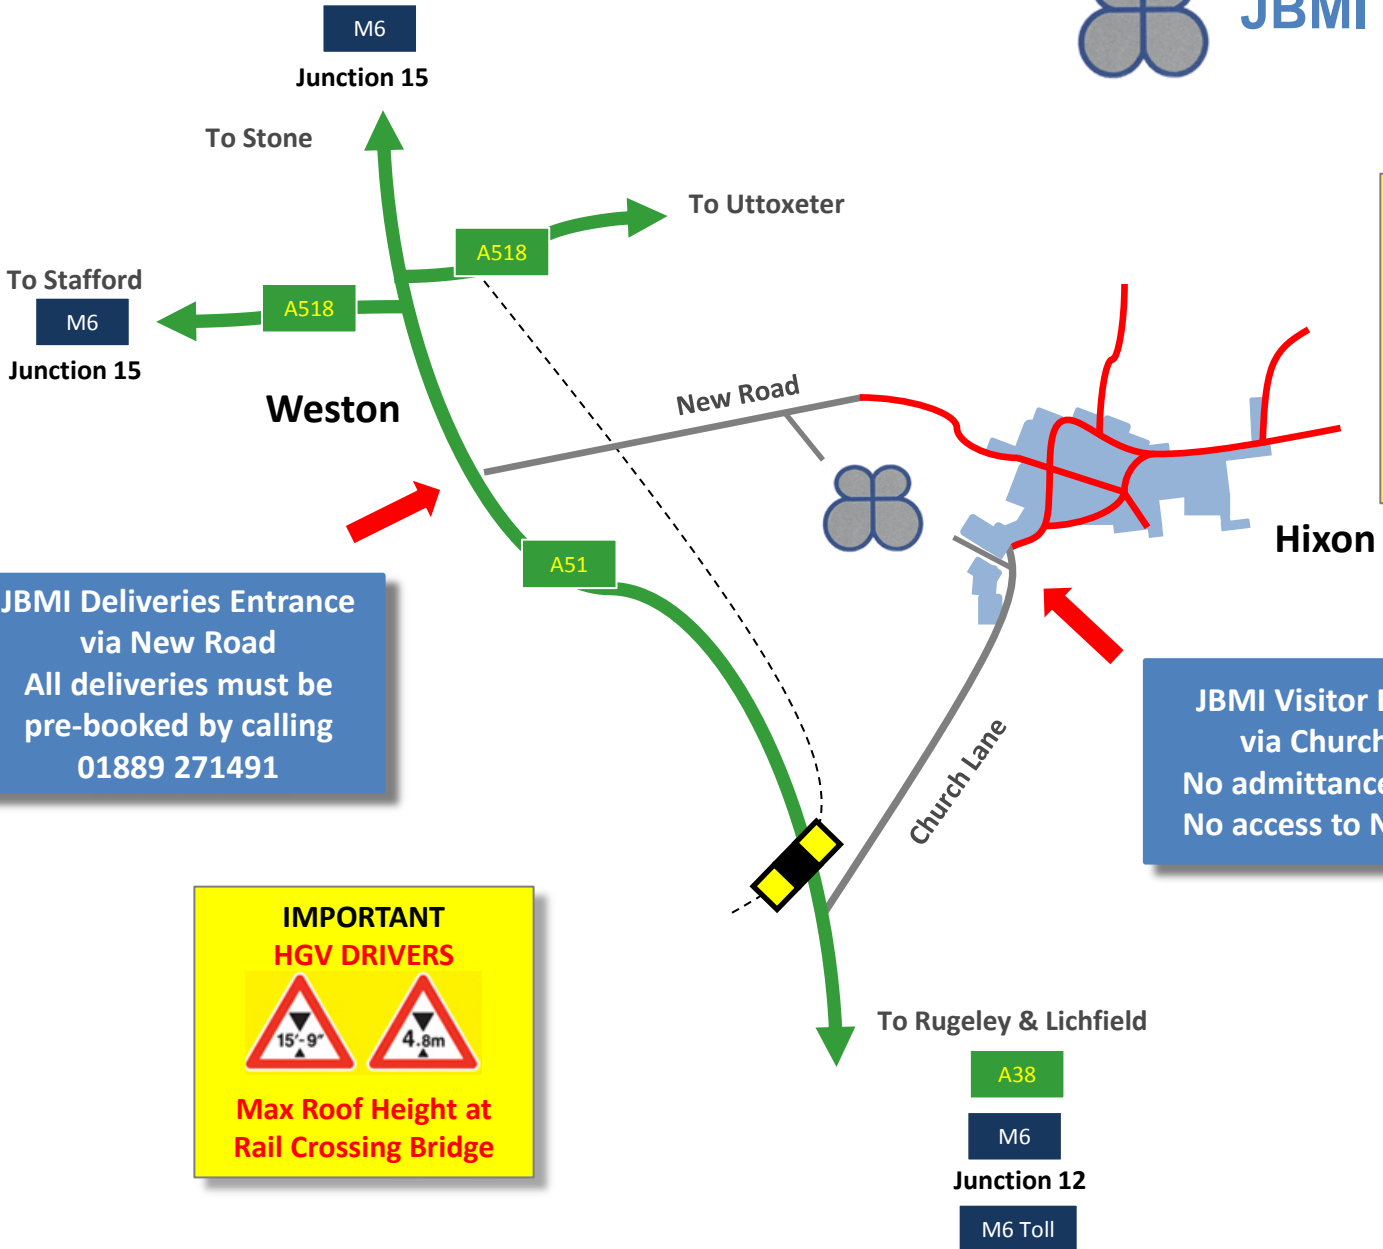 JBMI
M6
Junction 15
To Stone
To Uttoxeter
A518
To Stafford
M6
Junction 15
A518
Weston
New Road
Hixon
A51
JBMI Deliveries Entrance
via New Road
All deliveries must be
pre-booked by calling
01889 271491
JBMI Visitor
via Church
No admittance
No access to
Church Lane
IMPORTANT
HGV DRIVERS
15'-9"
4.8m
Max Roof Height at
Rail Crossing Bridge
To Rugeley & Lichfield
A38
M6
Junction 12
M6 Toll